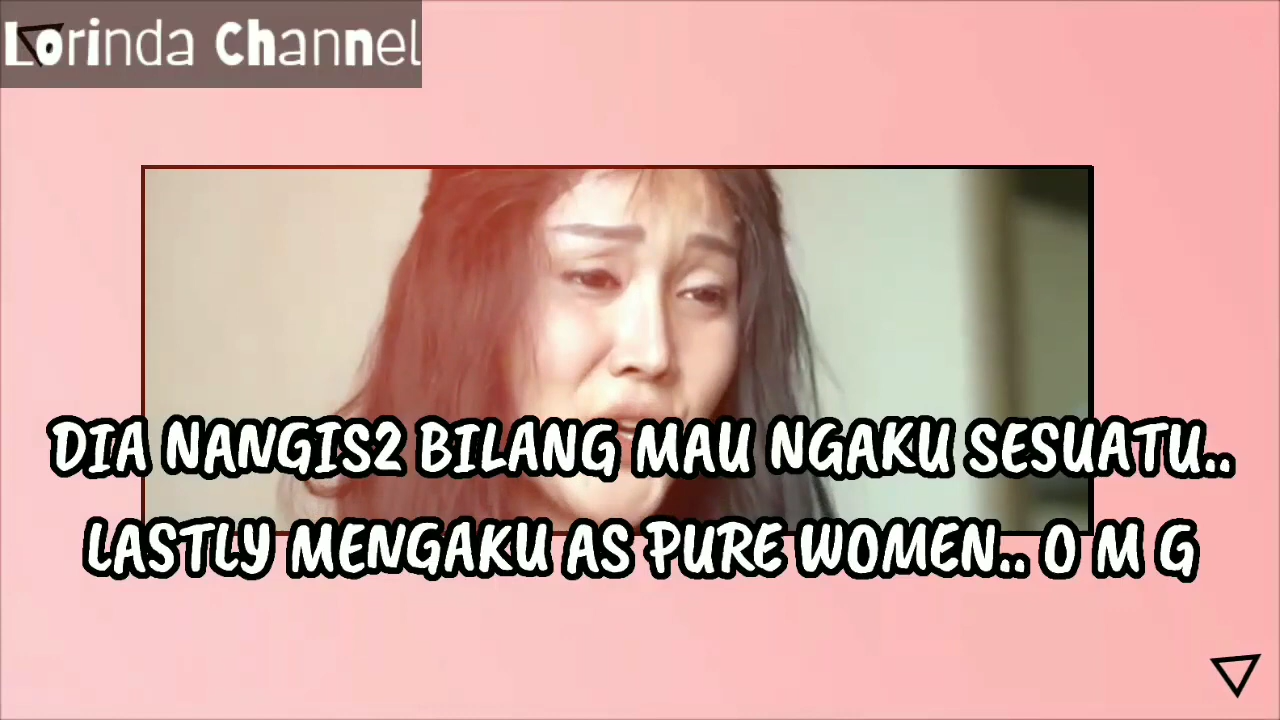 Lorinda Channel
DIA NANGIS2 BILANG MAU NGAKU SESUATU..
LASTLY MENGAKU AS PURE WOMEN.. O M G